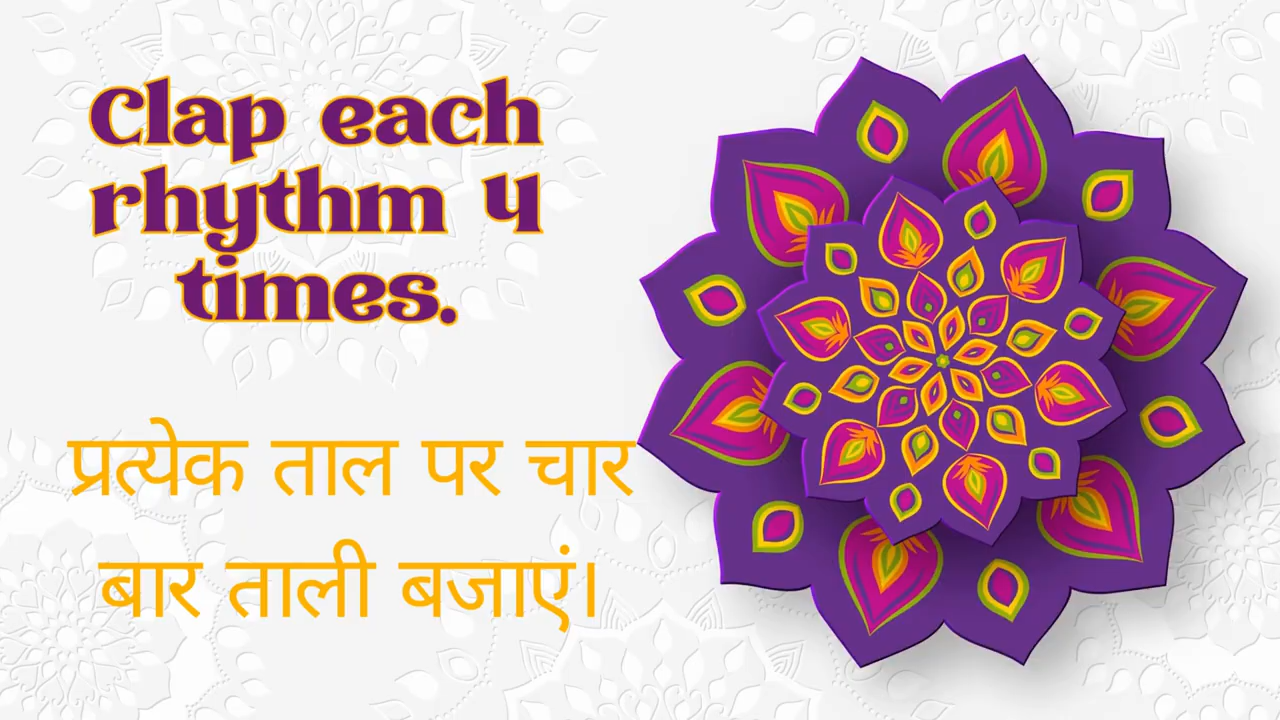 Clap each
rhythm 4
times.
प्रत्येक ताल पर चार
बार ताली बजाएं।